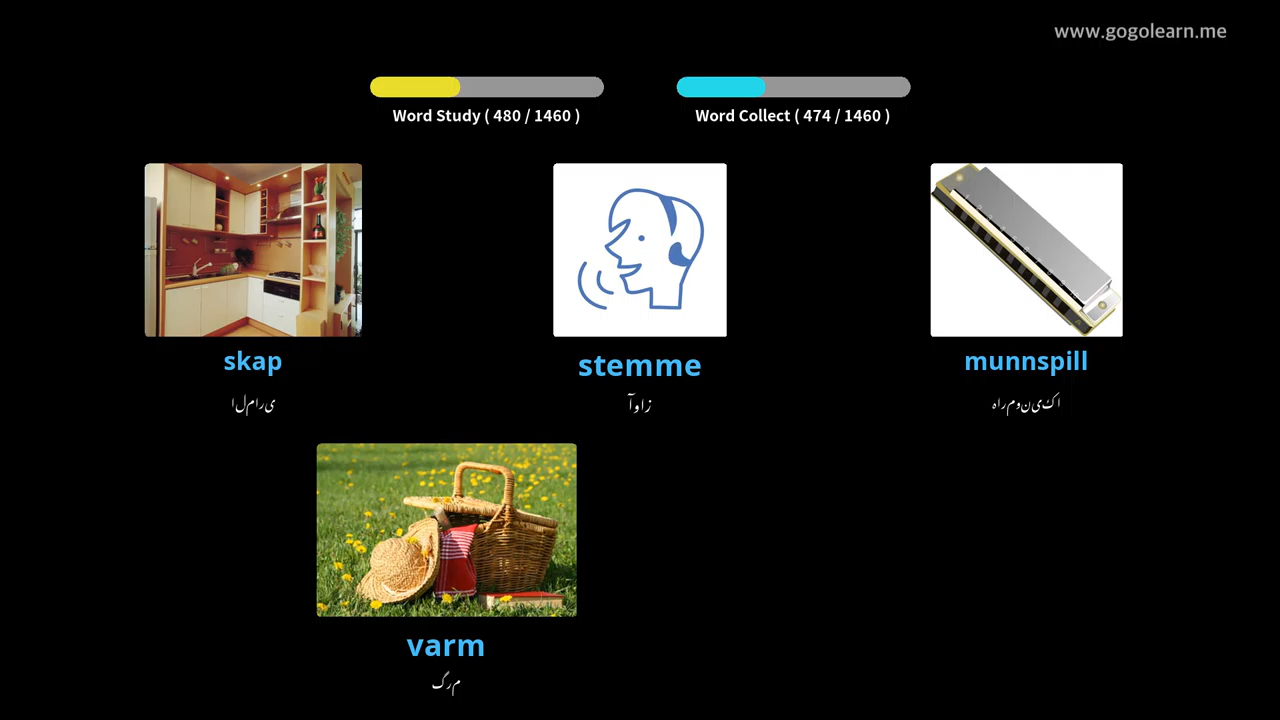 www.gogolearn.me
Word Study ( 480 / 1460 )
Word Collect ( 474 / 1460 )
skap
stemme
munnspill
الماری
آواز
ہارمونیکا
varm
گرم